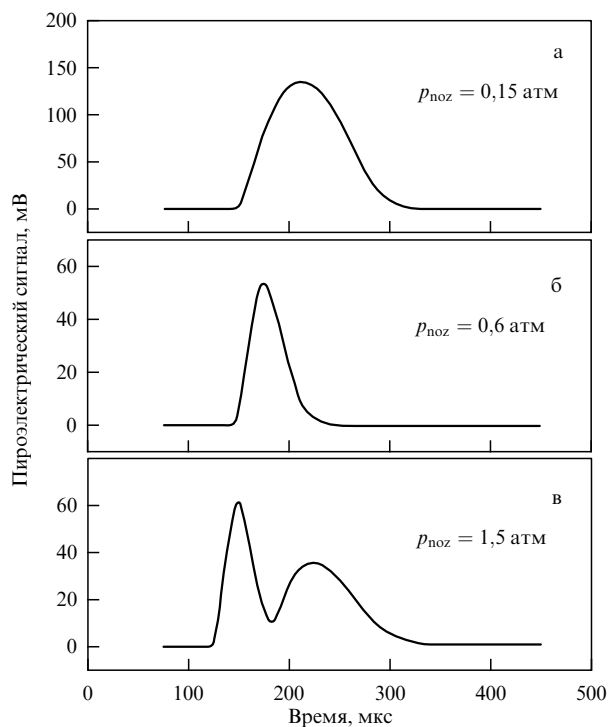 Пироэлектрический сигнал, мВ
200
150
100
50
0
а
p_noz = 0,15 атм
60
40
20
0
б
p_noz = 0,6 атм
60
40
20
0
в
p_noz = 1,5 атм
0 100 200 300 400 500
Время, мкс